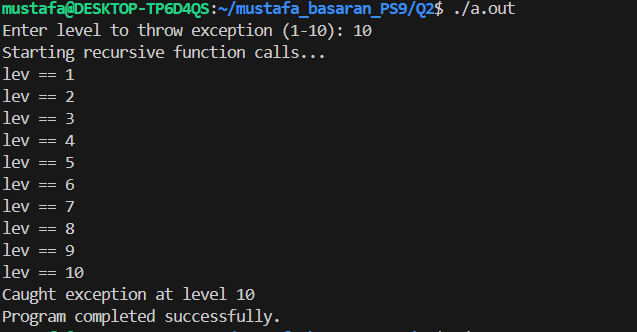 mustafa@DESKTOP-TP6D4QS:~/mustafa_basaran_PS9/Q2$ ./a.out
Enter level to throw exception (1-10): 10
Starting recursive function calls...
lev == 1
lev == 2
lev == 3
lev == 4
lev == 5
lev == 6
lev == 7
lev == 8
lev == 9
lev == 10
Caught exception at level 10
Program completed successfully.